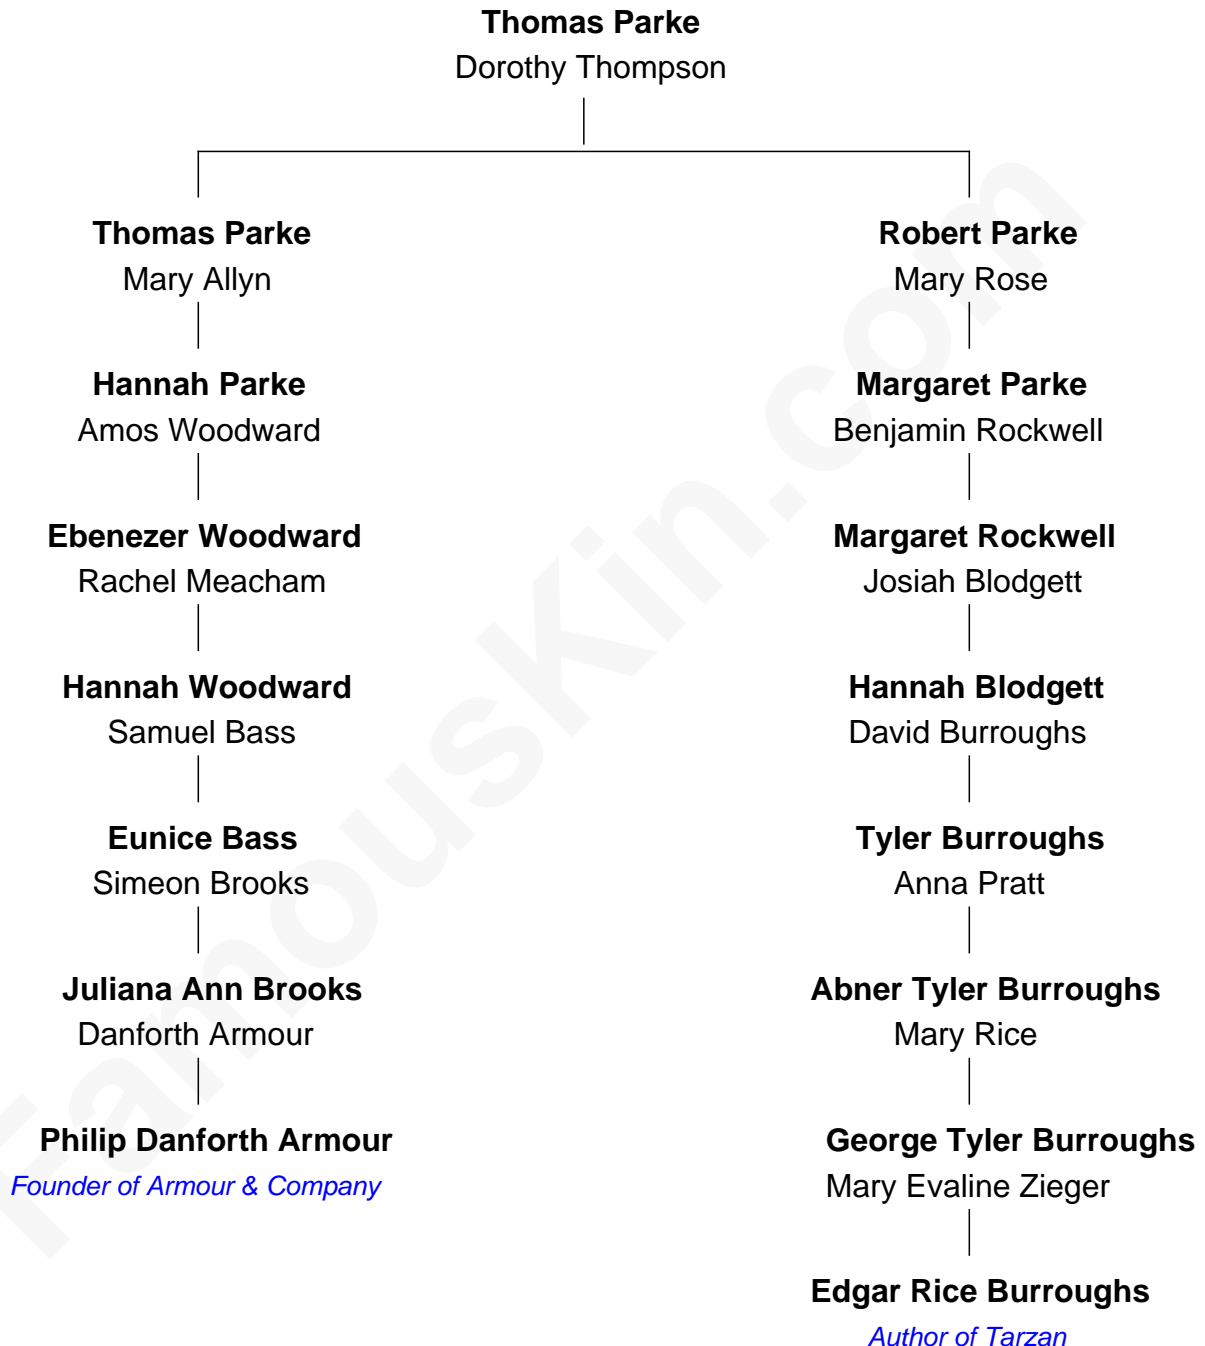 Thomas Parke
Dorothy Thompson
Thomas Parke
Mary Allyn
Hannah Parke
Amos Woodward
Ebenezer Woodward
Rachel Meacham
Hannah Woodward
Samuel Bass
Eunice Bass
Simeon Brooks
Juliana Ann Brooks
Danforth Armour
Philip Danforth Armour
Founder of Armour & Company
Robert Parke
Mary Rose
Margaret Parke
Benjamin Rockwell
Margaret Rockwell
Josiah Blodgett
Hannah Blodgett
David Burroughs
Tyler Burroughs
Anna Pratt
Abner Tyler Burroughs
Mary Rice
George Tyler Burroughs
Mary Evaline Zieger
Edgar Rice Burroughs
Author of Tarzan
FamousKin.com